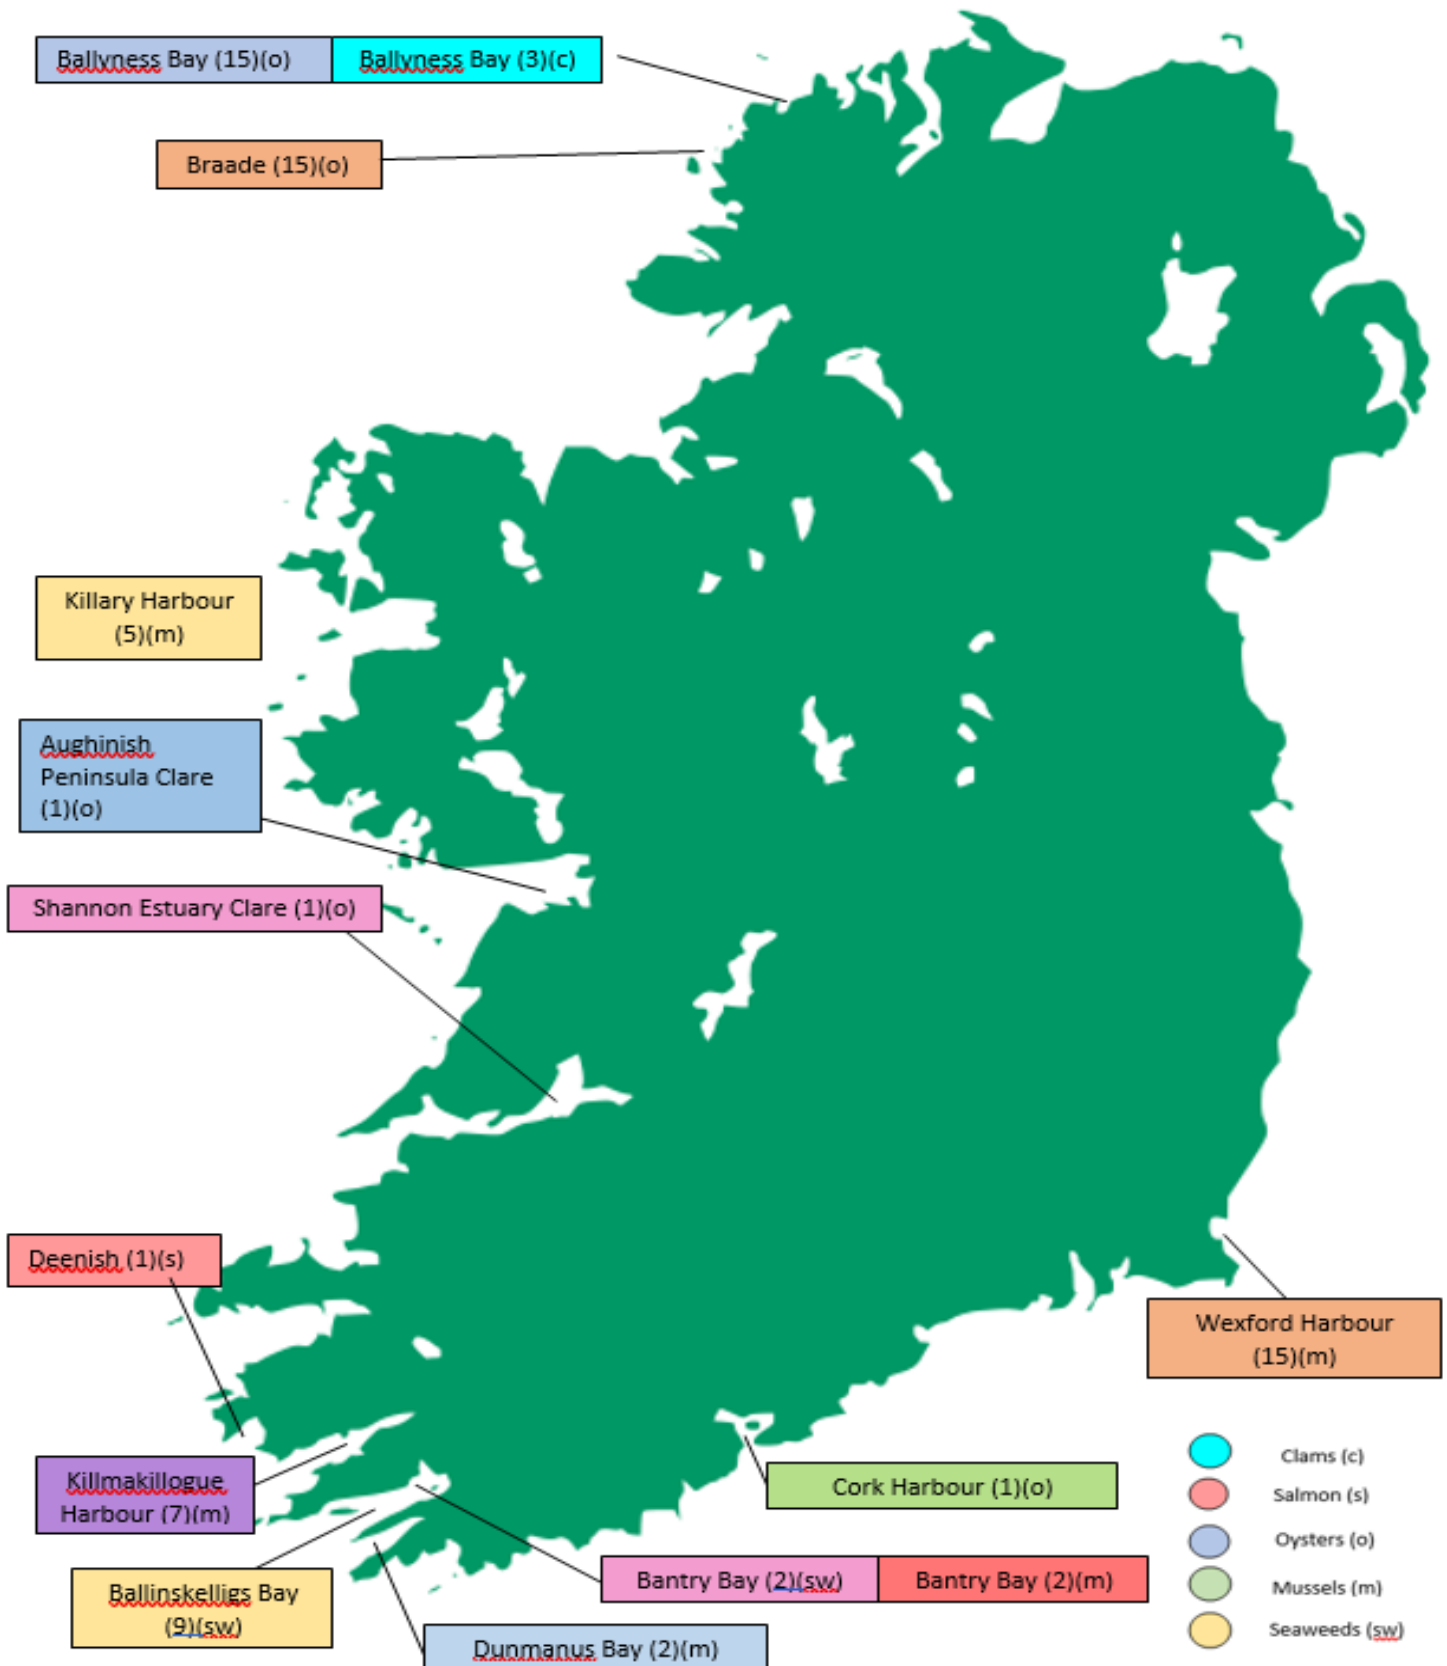 Ballyness Bay (15)(o)
Ballyness Bay (3)(c)
Braade (15)(o)
Killary Harbour
(5)(m)
Aughinish
Peninsula Clare
(1)(o)
Shannon Estuary Clare (1)(o)
Deenish (1)(s)
Wexford Harbour
(15)(m)
Killmakillogue
Harbour (7)(m)
Cork Harbour (1)(o)
Ballinskelligs Bay
(9)(sw)
Bantry Bay (2)(sw)
Bantry Bay (2)(m)
Dunmanus Bay (2)(m)
Clams (c)
Salmon (s)
Oysters (o)
Mussels (m)
Seaweeds (sw)